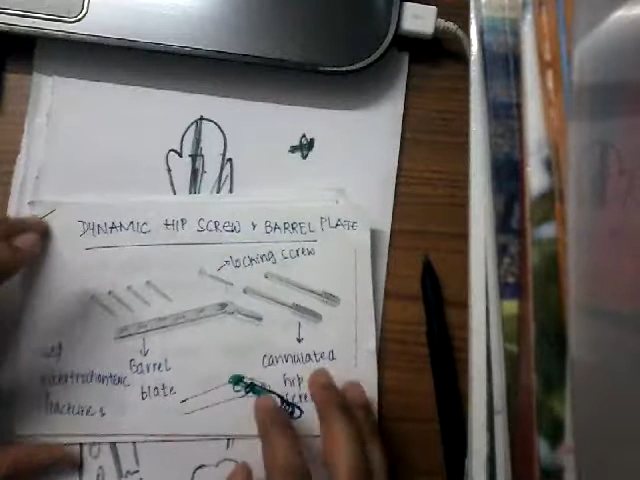 DYNAMIC HIP SCREW & BARREL PLATE
locking screw
Barrel
plate
cannulated
hip
intertrochanteric
fractures